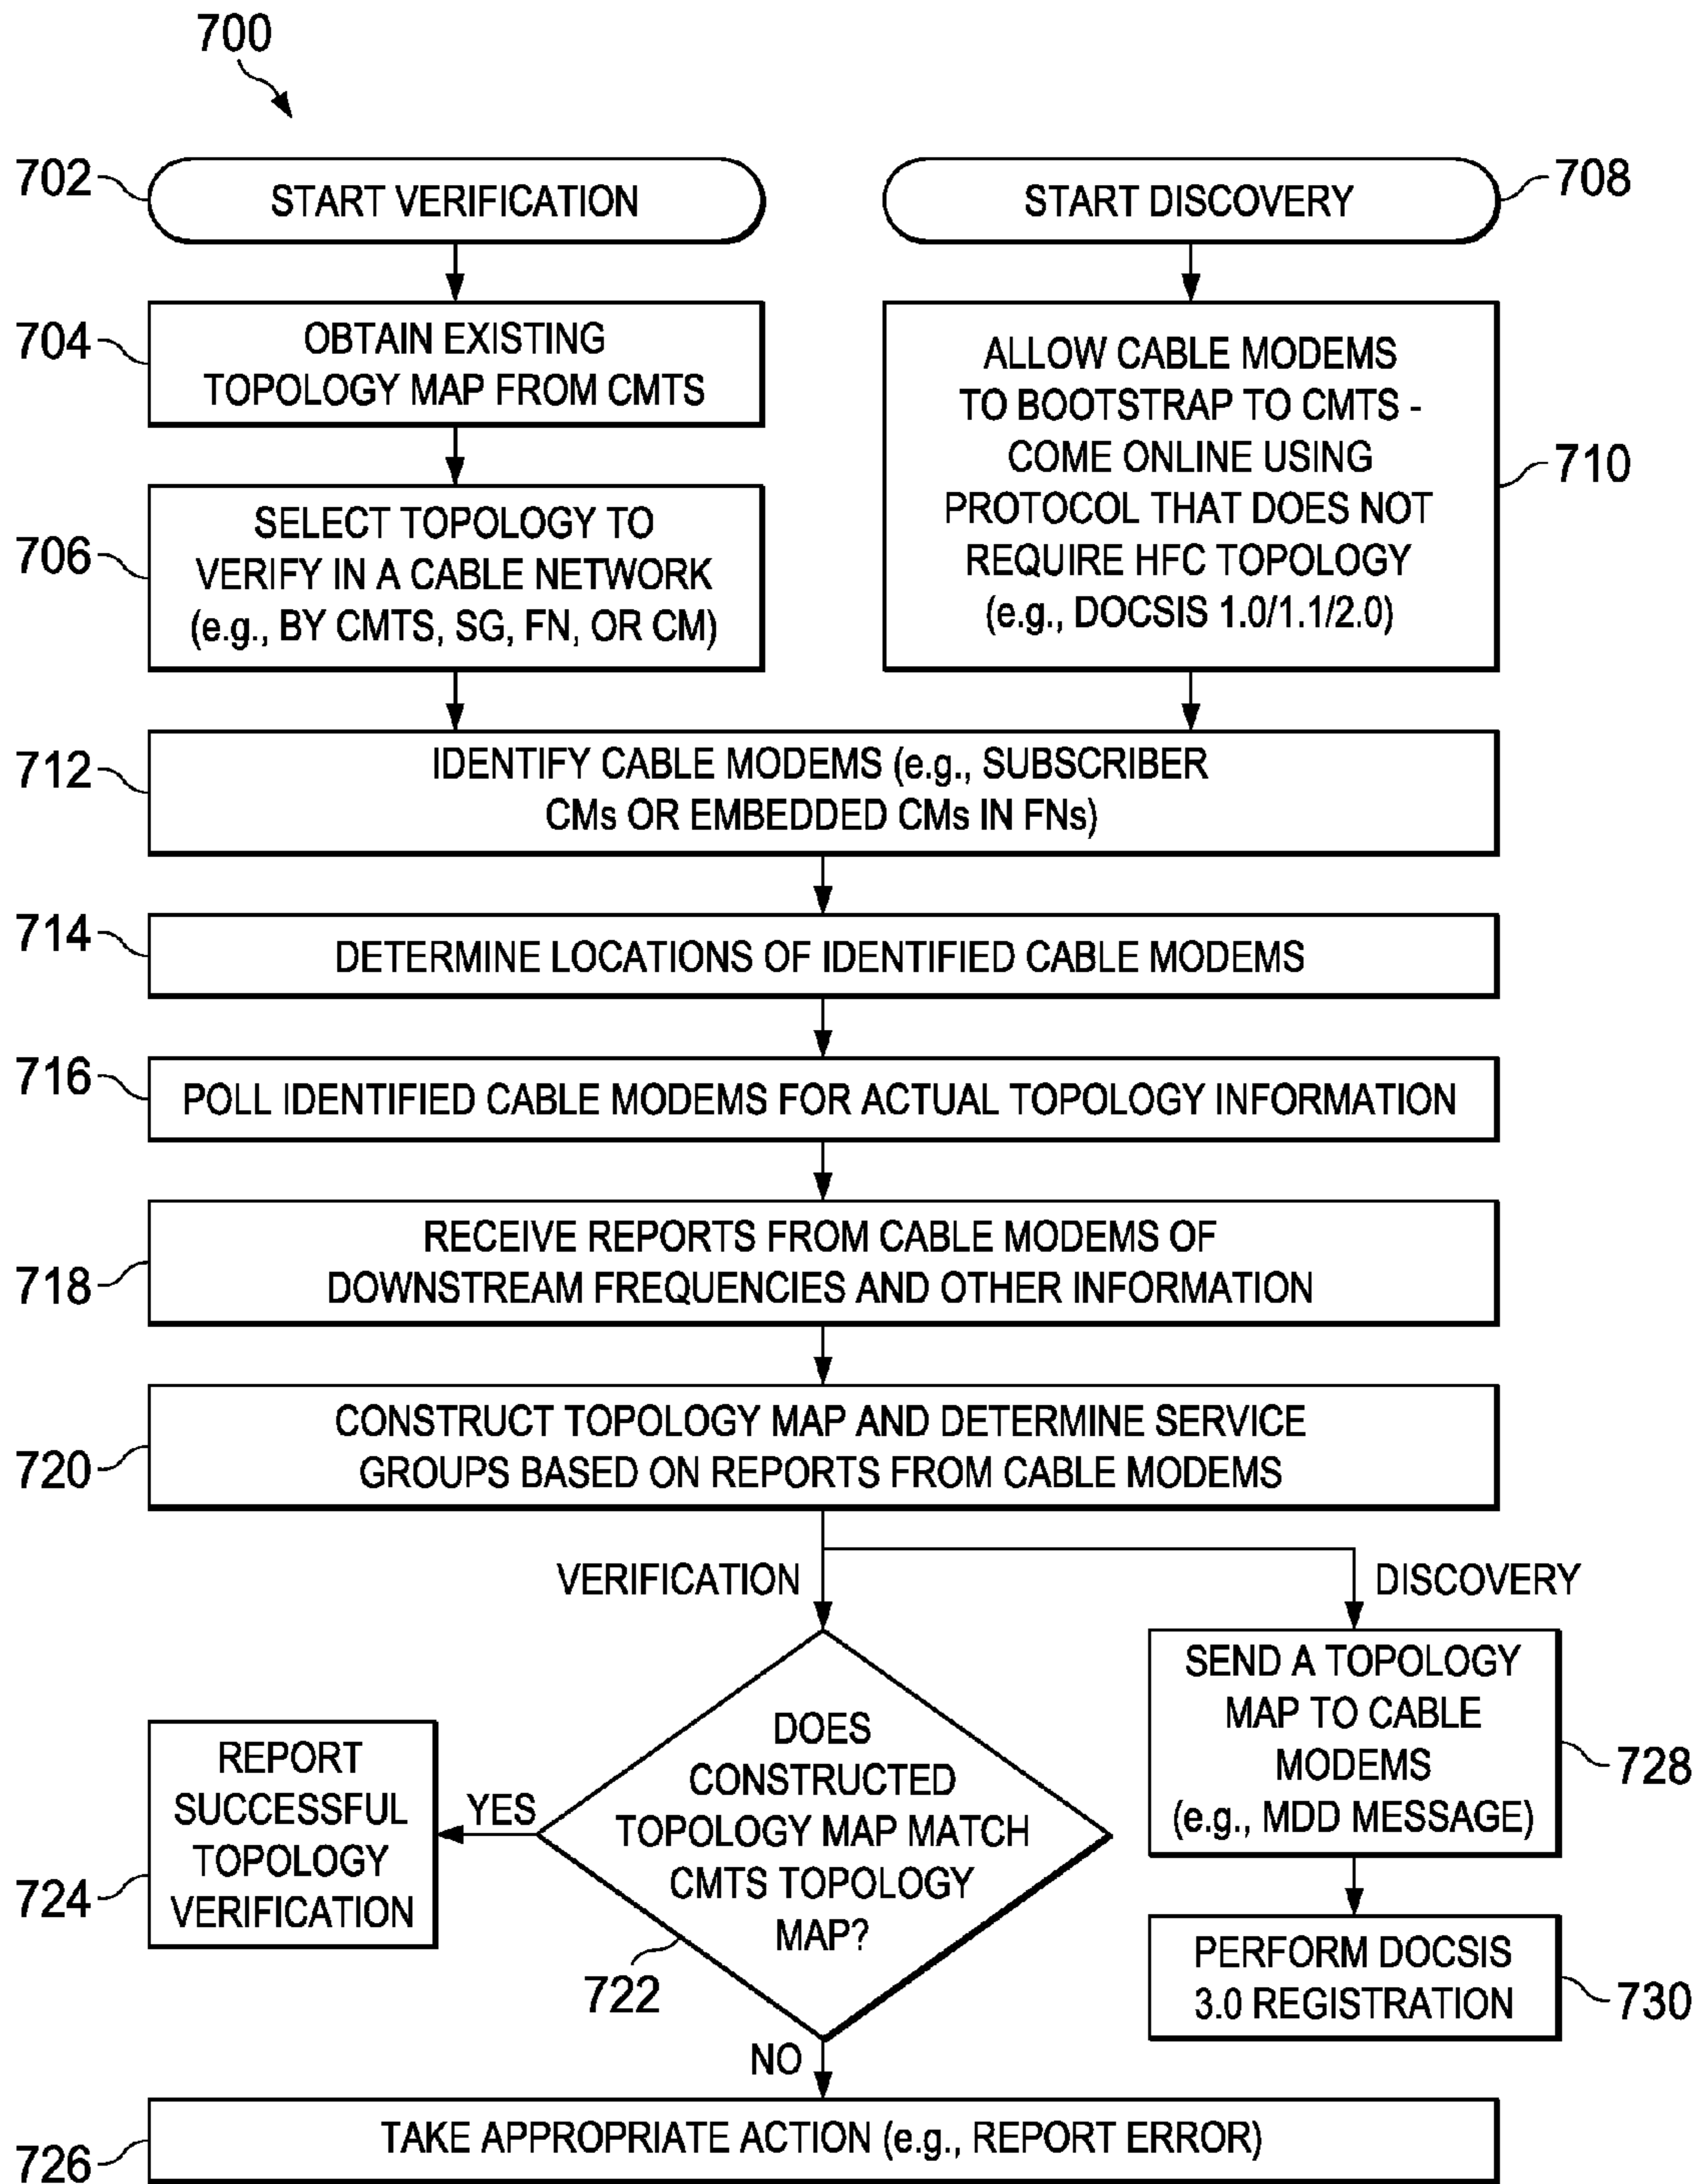 700
702
START VERIFICATION
START DISCOVERY
708
704
OBTAIN EXISTING
TOPOLOGY MAP FROM CMTS
706
SELECT TOPOLOGY TO
VERIFY IN A CABLE NETWORK
(e.g., BY CMTS, SG, FN, OR CM)
ALLOW CABLE MODEMS
TO BOOTSTRAP TO CMTS -
COME ONLINE USING
PROTOCOL THAT DOES NOT
REQUIRE HFC TOPOLOGY
(e.g., DOCSIS 1.0/1.1/2.0)
710
712
IDENTIFY CABLE MODEMS (e.g., SUBSCRIBER
CMs OR EMBEDDED CMs IN FNs)
714
DETERMINE LOCATIONS OF IDENTIFIED CABLE MODEMS
716
POLL IDENTIFIED CABLE MODEMS FOR ACTUAL TOPOLOGY INFORMATION
718
RECEIVE REPORTS FROM CABLE MODEMS OF
DOWNSTREAM FREQUENCIES AND OTHER INFORMATION
720
CONSTRUCT TOPOLOGY MAP AND DETERMINE SERVICE
GROUPS BASED ON REPORTS FROM CABLE MODEMS
VERIFICATION
DISCOVERY
724
REPORT
SUCCESSFUL
TOPOLOGY
VERIFICATION
YES
DOES
CONSTRUCTED
TOPOLOGY MAP MATCH
CMTS TOPOLOGY
MAP?
722
NO
SEND A TOPOLOGY
MAP TO CABLE
MODEMS
(e.g., MDD MESSAGE)
728
PERFORM DOCSIS
3.0 REGISTRATION
730
726
TAKE APPROPRIATE ACTION (e.g., REPORT ERROR)